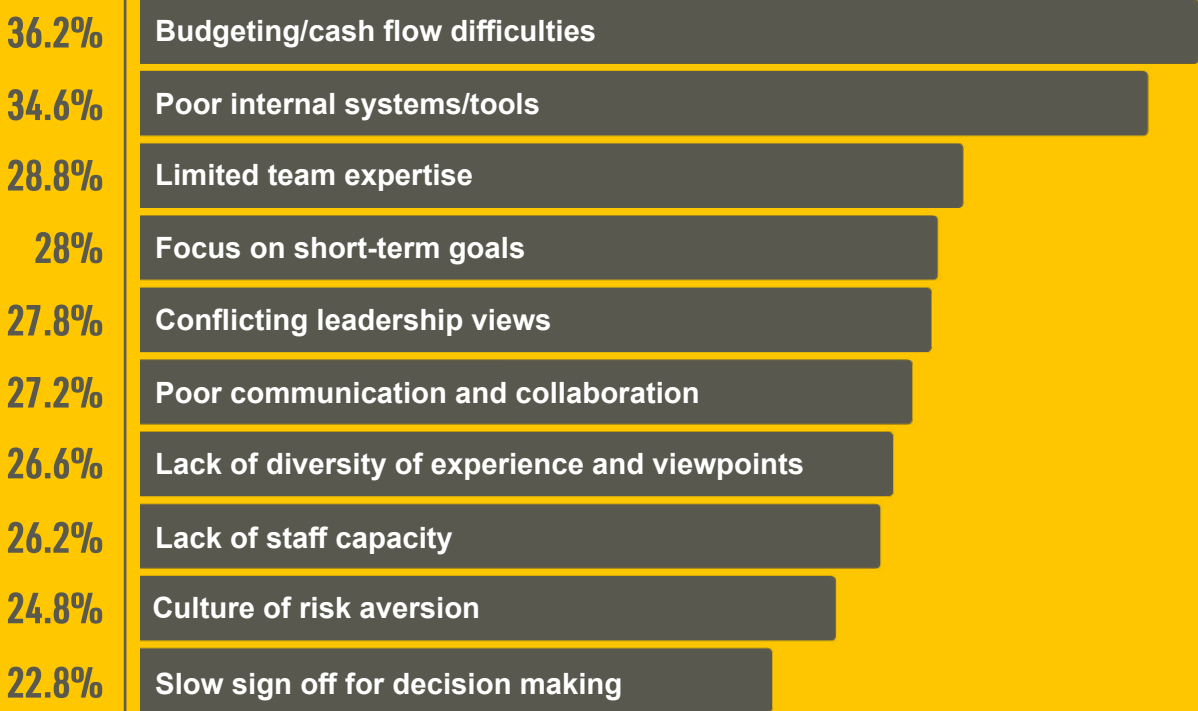 36.2% Budgeting/cash flow difficulties
34.6% Poor internal systems/tools
28.8% Limited team expertise
28% Focus on short-term goals
27.8% Conflicting leadership views
27.2% Poor communication and collaboration
26.6% Lack of diversity of experience and viewpoints
26.2% Lack of staff capacity
24.8% Culture of risk aversion
22.8% Slow sign off for decision making